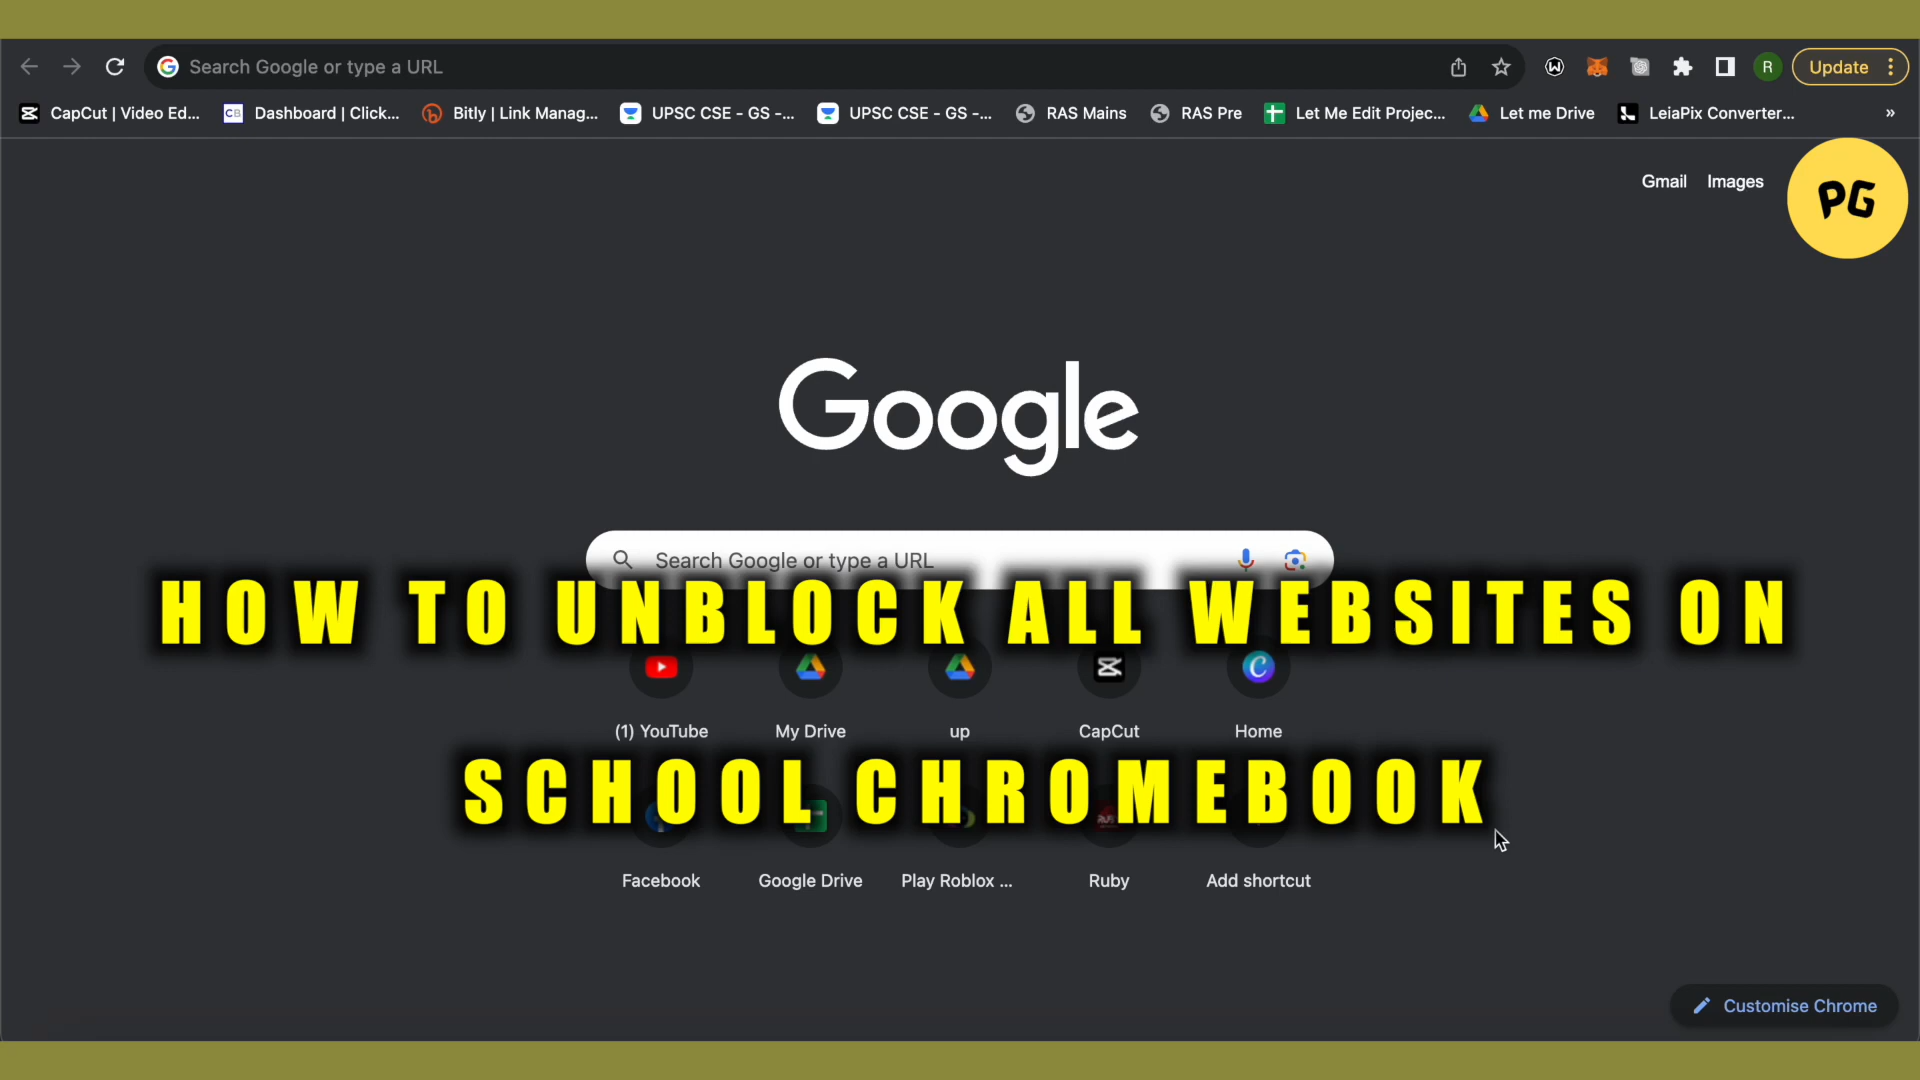 Search Google or type a URL
Update
CapCut | Video Ed...
CB Dashboard | Click...
Bitly | Link Manag...
UPSC CSE - GS -...
UPSC CSE - GS -...
RAS Mains
RAS Pre
Let Me Edit Projec...
Let me Drive
LeiaPix Converter...
»
Gmail Images
PG
R
Google
Search Google or type a URL
HOW TO UNBLOCK ALL WEBSITES ON
(1) YouTube
My Drive
up
CapCut
Home
SCHOOL CHROMEBOOK
Facebook
Google Drive
Play Roblox ...
Ruby
Add shortcut
Customise Chrome